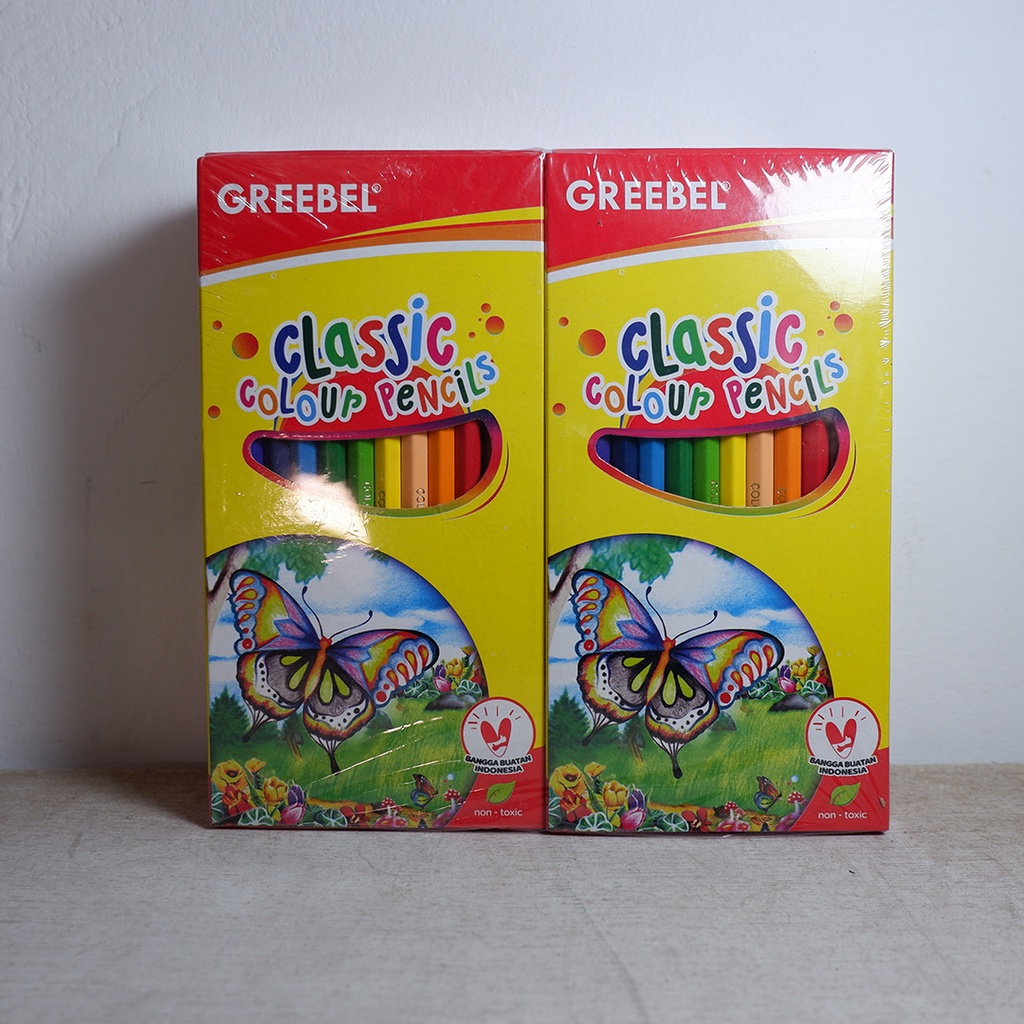 GREEBEL®
CLASSIC
COLOUR PENCILS
BANGGA BUATAN
INDONESIA
non - toxic
GREEBEL®
CLASSIC
COLOUR PENCILS
BANGGA BUATAN
INDONESIA
non - toxic